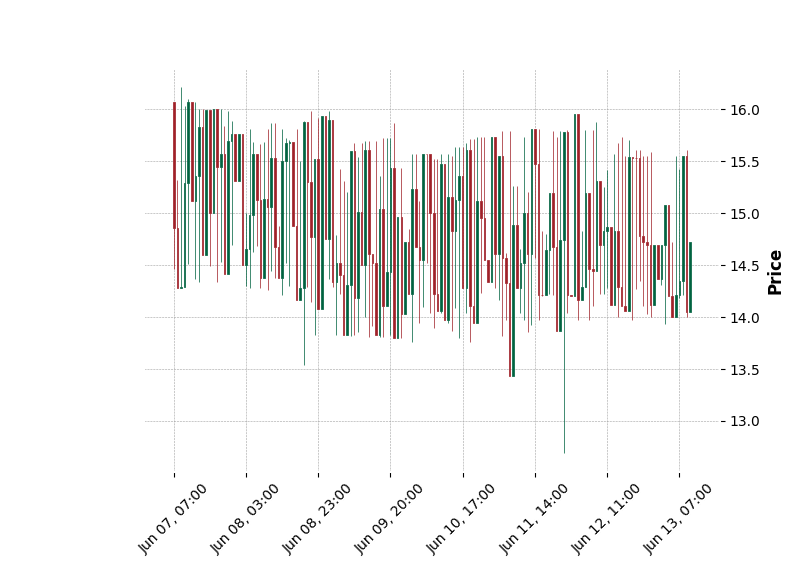 16.0
15.5
15.0
14.5
14.0
13.5
13.0
Price
Jun 07, 07:00
Jun 08, 03:00
Jun 08, 23:00
Jun 09, 20:00
Jun 10, 17:00
Jun 11, 14:00
Jun 12, 11:00
Jun 13, 07:00